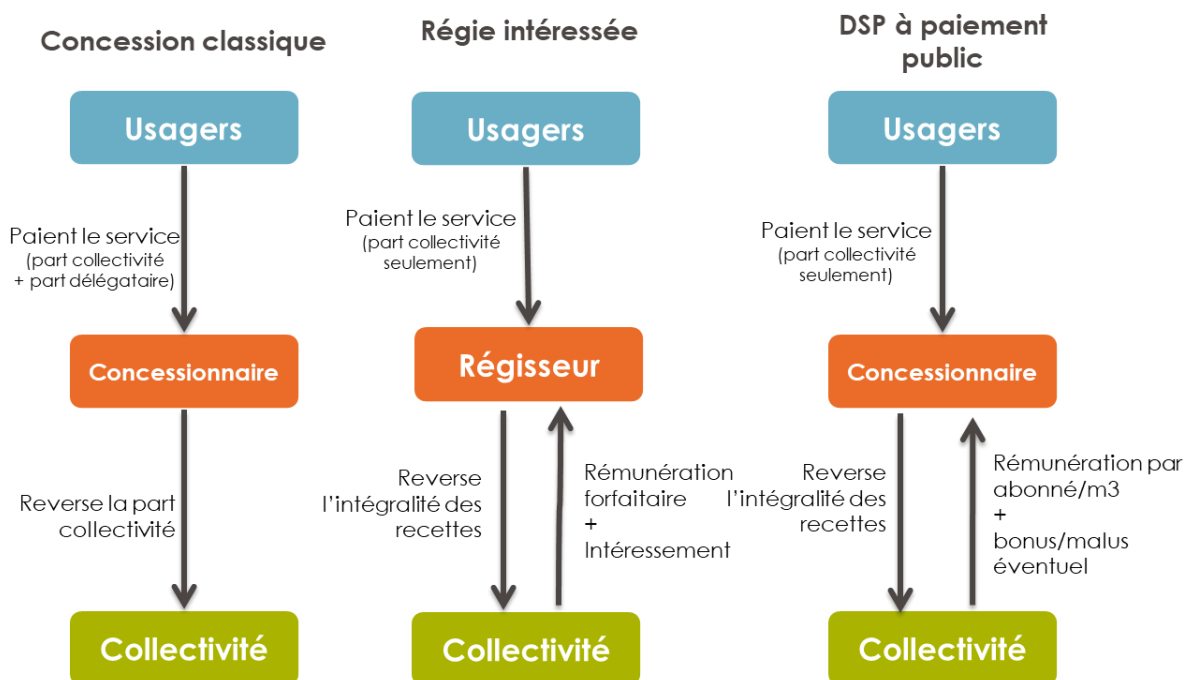 Concession classique
Usagers
Paient le service
(part collectivité
+ part délégataire)
Concessionnaire
Reverse la part
collectivité
Collectivité
Régie intéressée
Usagers
Paient le service
(part collectivité
seulement)
Régisseur
Reverse
l’intégralité des
recettes
Rémunération
forfaitaire
+
Intéressement
Collectivité
DSP à paiement
public
Usagers
Paient le service
(part collectivité
seulement)
Concessionnaire
Reverse
l’intégralité des
recettes
Rémunération par
abonné/m3
+
bonus/malus
éventuel
Collectivité